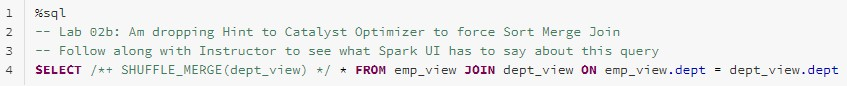 1 %sql
2 -- Lab 02b: Am dropping Hint to Catalyst Optimizer to force Sort Merge Join
3 -- Follow along with Instructor to see what Spark UI has to say about this query
4 SELECT /*+ SHUFFLE_MERGE(dept_view) */ * FROM emp_view JOIN dept_view ON emp_view.dept = dept_view.dept